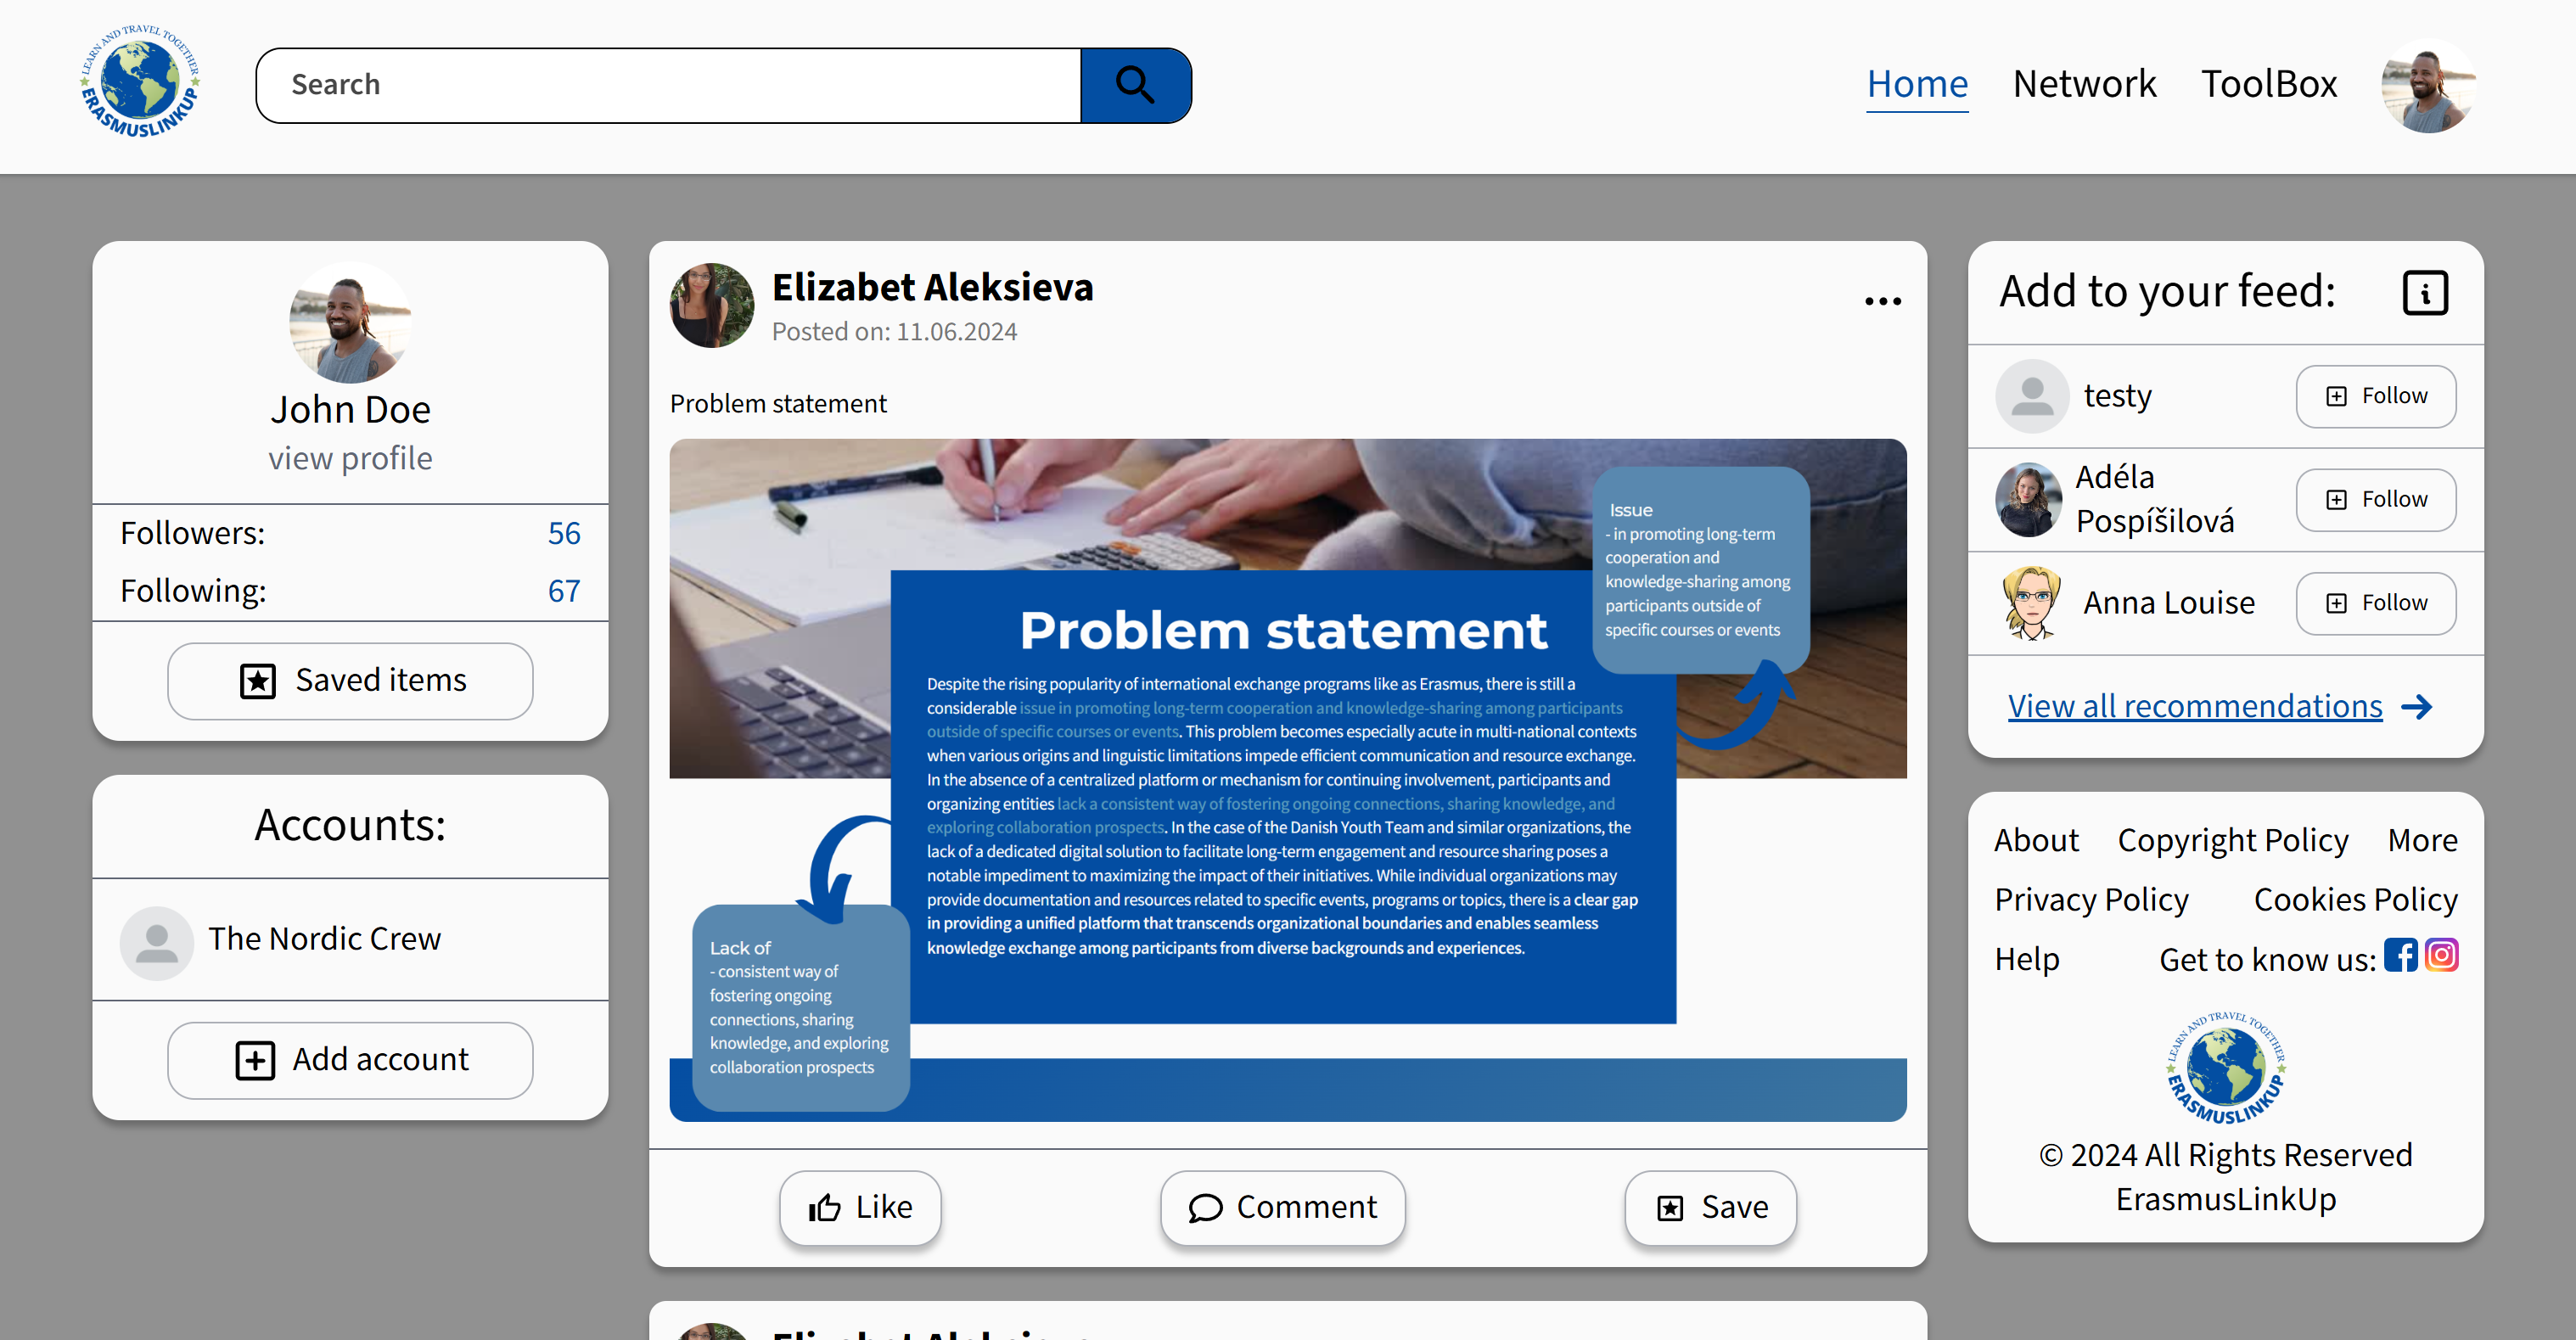 LEARN AND TRAVEL TOGETHER
ERASMUSLINKUP
Search
Home
Network
ToolBox
John Doe
view profile
Followers: 56
Following: 67
Saved items
Accounts:
The Nordic Crew
Add account
Elizabet Aleksieva
Posted on: 11.06.2024
Problem statement
Issue
- in promoting long-term
cooperation and
knowledge-sharing among
participants outside of
specific courses or events
Problem statement
Despite the rising popularity of international exchange programs like as Erasmus, there is still a
considerable issue in promoting long-term cooperation and knowledge-sharing among participants
outside of specific courses or events. This problem becomes especially acute in multi-national contexts
when various origins and linguistic limitations impede efficient communication and resource exchange.
In the absence of a centralized platform or mechanism for continuing involvement, participants and
organizing entities lack a consistent way of fostering ongoing connections, sharing knowledge, and
exploring collaboration prospects. In the case of the Danish Youth Team and similar organizations, the
lack of a dedicated digital solution to facilitate long-term engagement and resource sharing poses a
notable impediment to maximizing the impact of their initiatives. While individual organizations may
provide documentation and resources related to specific events, programs or topics, there is a clear gap
in providing a unified platform that transcends organizational boundaries and enables seamless
knowledge exchange among participants from diverse backgrounds and experiences.
Lack of
- consistent way of
fostering ongoing
connections, sharing
knowledge, and exploring
collaboration prospects
Like
Comment
Save
Elizabet Aleksieva
Add to your feed:
testy
Follow
Adéla
Pospíšilová
Follow
Anna Louise
Follow
View all recommendations
About
Copyright Policy
More
Privacy Policy
Cookies Policy
Help
Get to know us:
LEARN AND TRAVEL TOGETHER
ERASMUSLINKUP
© 2024 All Rights Reserved
ErasmusLinkUp